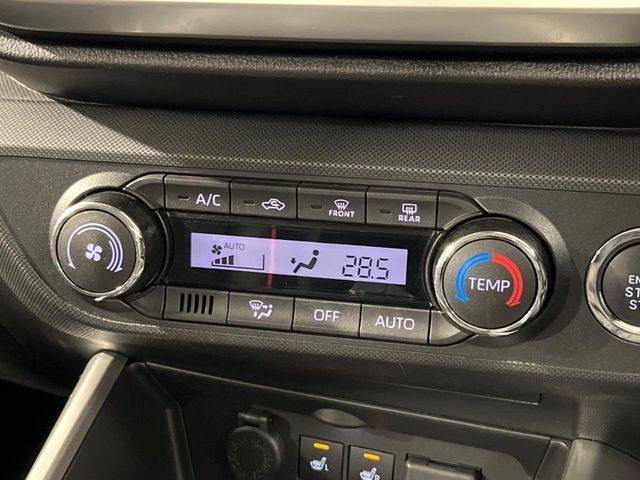 A/C
FRONT
REAR
AUTO
28.5
TEMP
OFF
AUTO
L
R